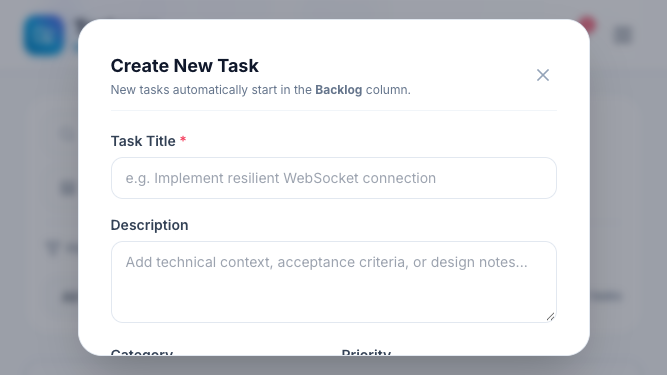 Create New Task
New tasks automatically start in the Backlog column.
Task Title *
e.g. Implement resilient WebSocket connection
Description
Add technical context, acceptance criteria, or design notes...
Category Priority